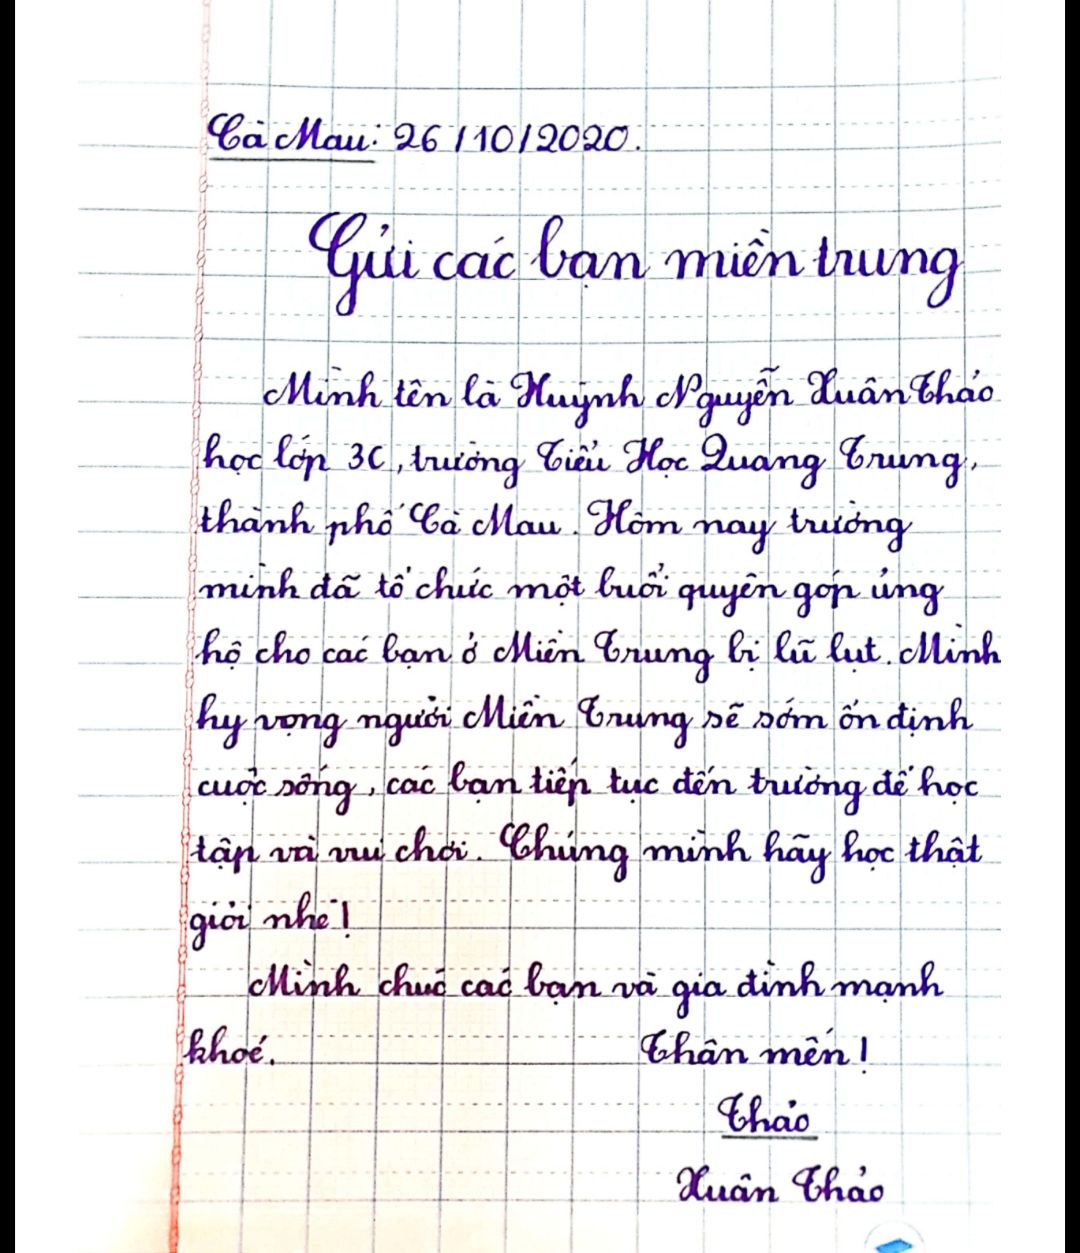 Cà Mau: 26/10/2020.
Gửi các bạn miền trung
Mình tên là Huỳnh Nguyễn Xuân Thảo
học lớp 3C, trường Tiểu Học Quang Trung,
thành phố Cà Mau. Hôm nay trường
mình đã tổ chức một buổi quyên góp ủng
hộ cho các bạn ở Miền Trung bị lũ lụt. Mình
hy vọng người Miền Trung sẽ sớm ổn định
cuộc sống, các bạn tiếp tục đến trường để học
tập và vui chơi. Chúng mình hãy học thật
giỏi nhé!
Mình chúc các bạn và gia đình mạnh
khoẻ.
Thân mến!
Thảo
Xuân Thảo